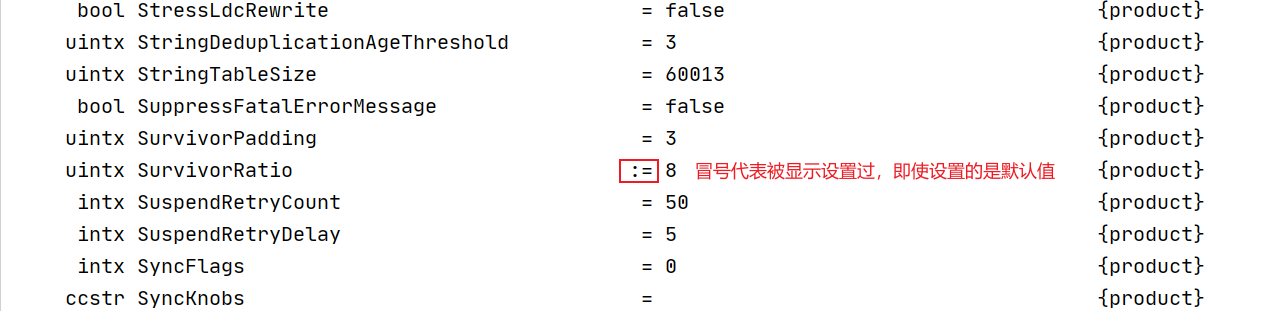 bool StressLdcRewrite = false {product}
uintx StringDeduplicationAgeThreshold = 3 {product}
uintx StringTableSize = 60013 {product}
bool SuppressFatalErrorMessage = false {product}
uintx SurvivorPadding = 3 {product}
uintx SurvivorRatio := 8 冒号代表被显示设置过，即使设置的是默认值 {product}
intx SuspendRetryCount = 50 {product}
intx SuspendRetryDelay = 5 {product}
intx SyncFlags = 0 {product}
ccstr SyncKnobs = {product}